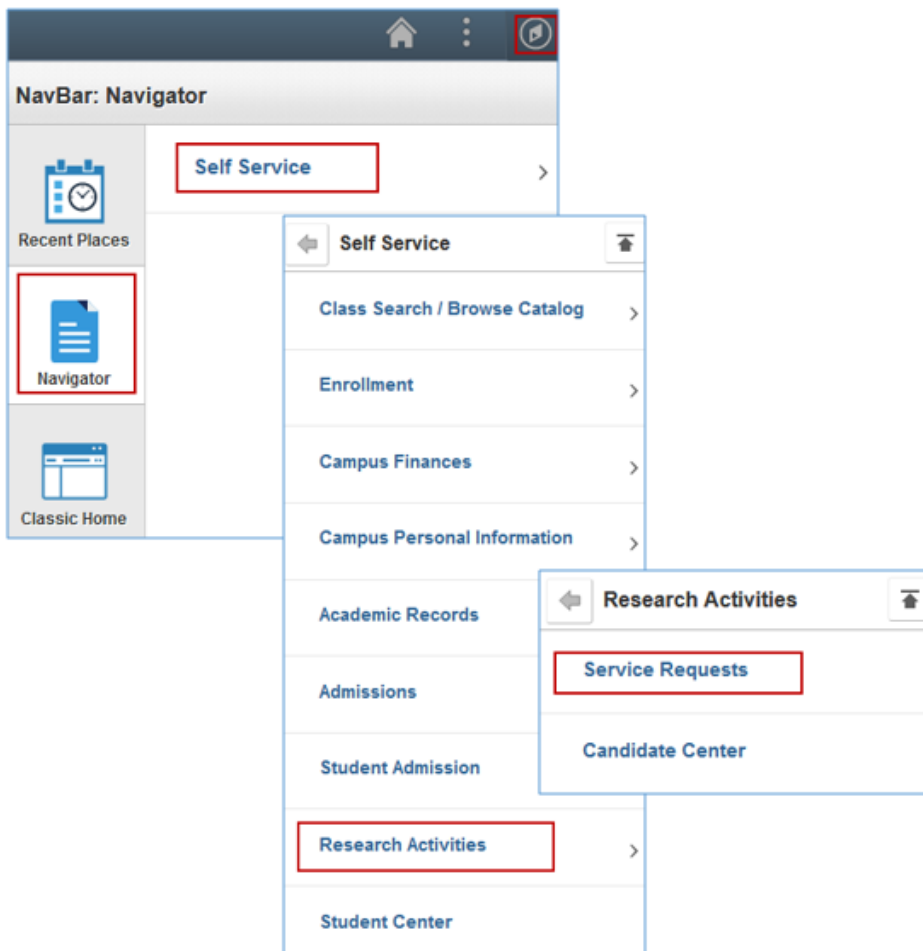 NavBar: Navigator
Recent Places
Navigator
Classic Home
Self Service
Self Service
Class Search / Browse Catalog
Enrollment
Campus Finances
Campus Personal Information
Academic Records
Admissions
Student Admission
Research Activities
Student Center
Research Activities
Service Requests
Candidate Center